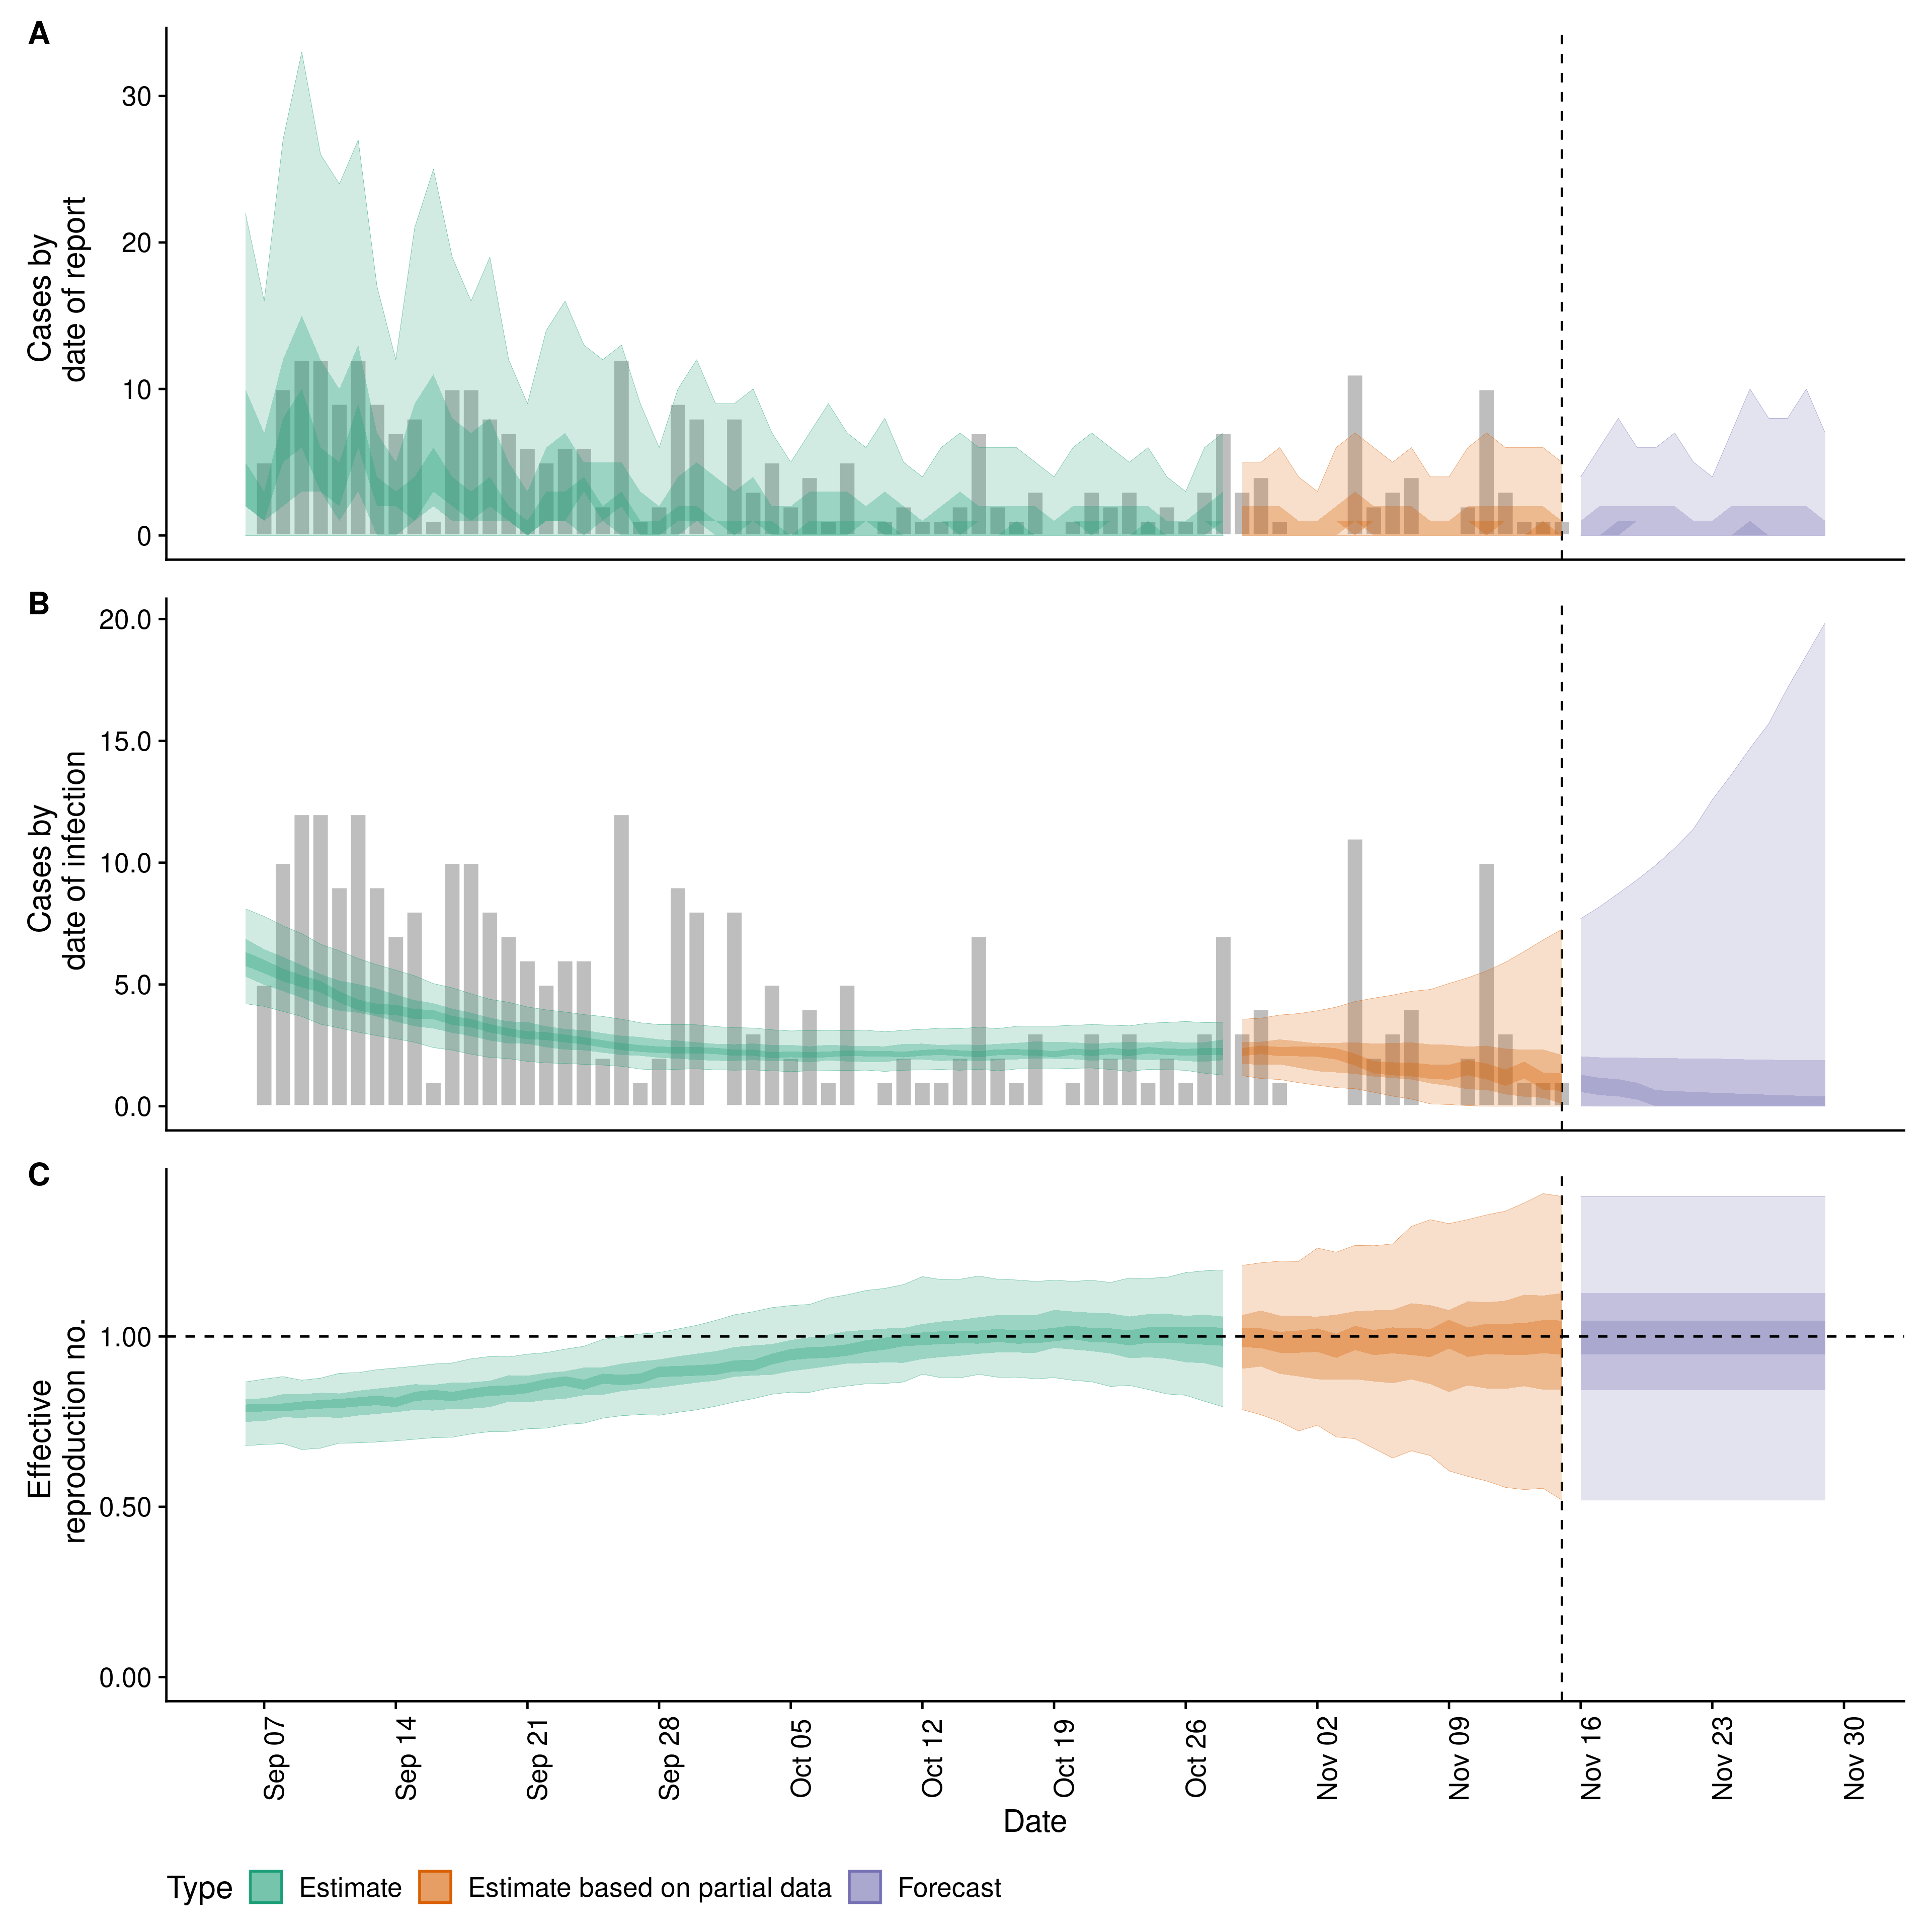 A
Cases by
date of report
30
20
10
0
B
Cases by
date of infection
20.0
15.0
10.0
5.0
0.0
C
Effective
reproduction no.
1.00
0.50
0.00
Sep 07
Sep 14
Sep 21
Sep 28
Oct 05
Oct 12
Oct 19
Oct 26
Nov 02
Nov 09
Nov 16
Nov 23
Nov 30
Date
Type Estimate Estimate based on partial data Forecast